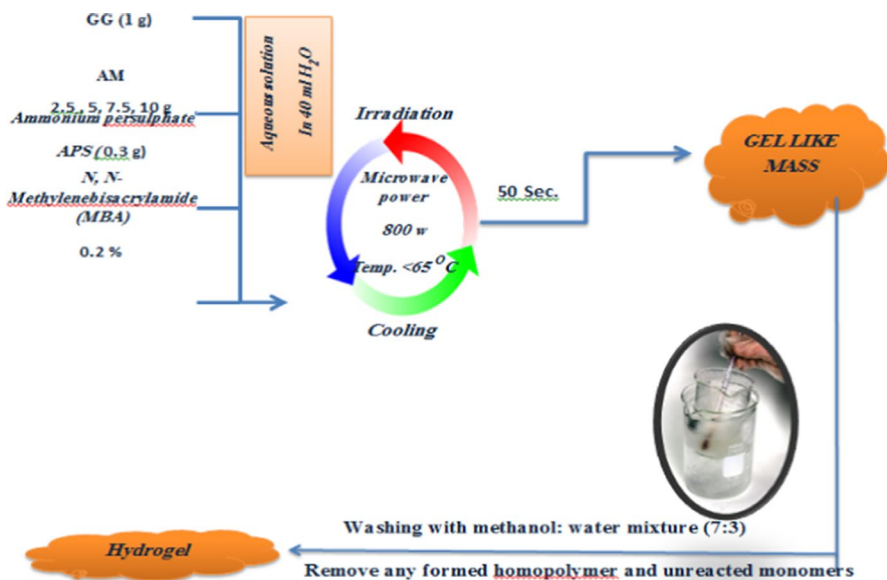 GG (1 g)
AM
2.5 , 5, 7.5, 10 g
Ammonium persulphate
APS (0.3 g)
N, N-
Methylenebisacrylamide
(MBA)
0.2 %
Aqueous solution
In 40 ml H₂O
Irradiation
Microwave
power
800 w
Temp. <65 ᴼC
Cooling
50 Sec.
GEL LIKE
MASS
Washing with methanol: water mixture (7:3)
Hydrogel
Remove any formed homopolymer and unreacted monomers